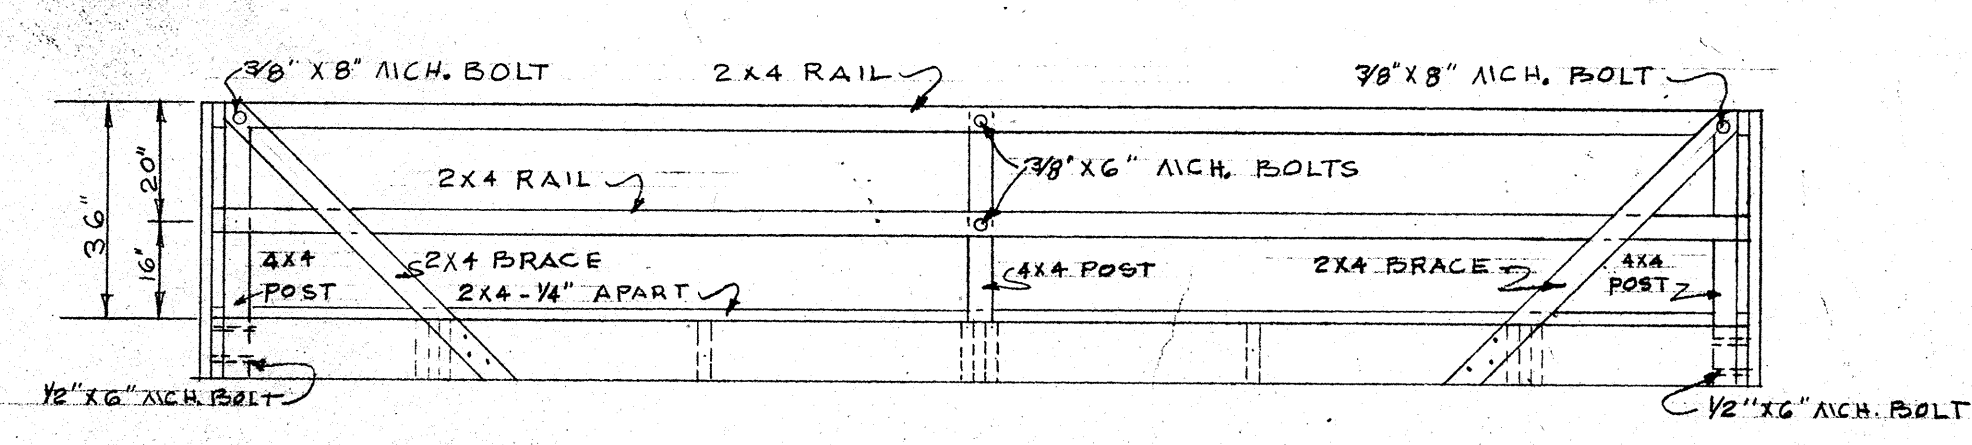 3/8" X 8" MCH. BOLT
2 X 4 RAIL
3/8" X 8" MCH. BOLT
20"
36"
16"
2X4 RAIL
3/8" X 6" MCH. BOLTS
4X4
POST
2X4 BRACE
2X4 - 1/4" APART
4X4 POST
2X4 BRACE
4X4
POST
1/2" X 6" MCH. BOLT
1/2" X 6" MCH. BOLT